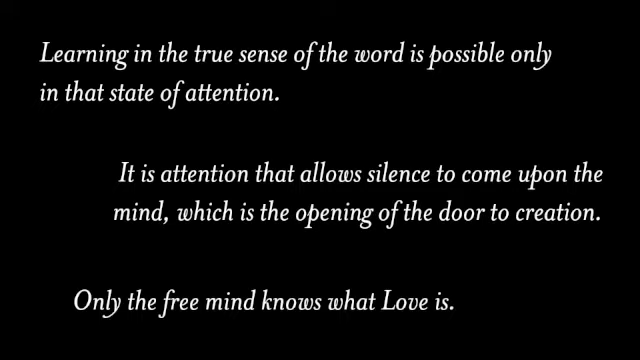 Learning in the true sense of the word is possible only
in that state of attention.
It is attention that allows silence to come upon the
mind, which is the opening of the door to creation.
Only the free mind knows what Love is.